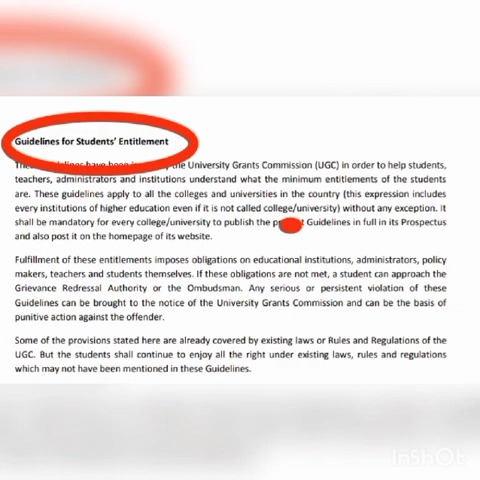 Guidelines for Students' Entitlement
have been the University Grants Commission (UGC) in order to help students,
teachers, administrators and institutions understand what the minimum entitlements of the students
are. These guidelines apply to all the colleges and universities in the country (this expression includes
every institutions of higher education even if it is not called college/university) without any exception. It
shall be mandatory for every college/university to publish the Guidelines in full in its Prospectus
and also post it on the homepage of its website.
Fulfillment of these entitlements imposes obligations on educational institutions, administrators, policy
makers, teachers and students themselves. If these obligations are not met, a student can approach the
Grievance Redressal Authority or the Ombudsman. Any serious or persistent violation of these
Guidelines can be brought to the notice of the University Grants Commission and can be the basis of
punitive action against the offender.
Some of the provisions stated here are already covered by existing laws or Rules and Regulations of the
UGC. But the students shall continue to enjoy all the right under existing laws, rules and regulations
which may not have been mentioned in these Guidelines.
InShOt